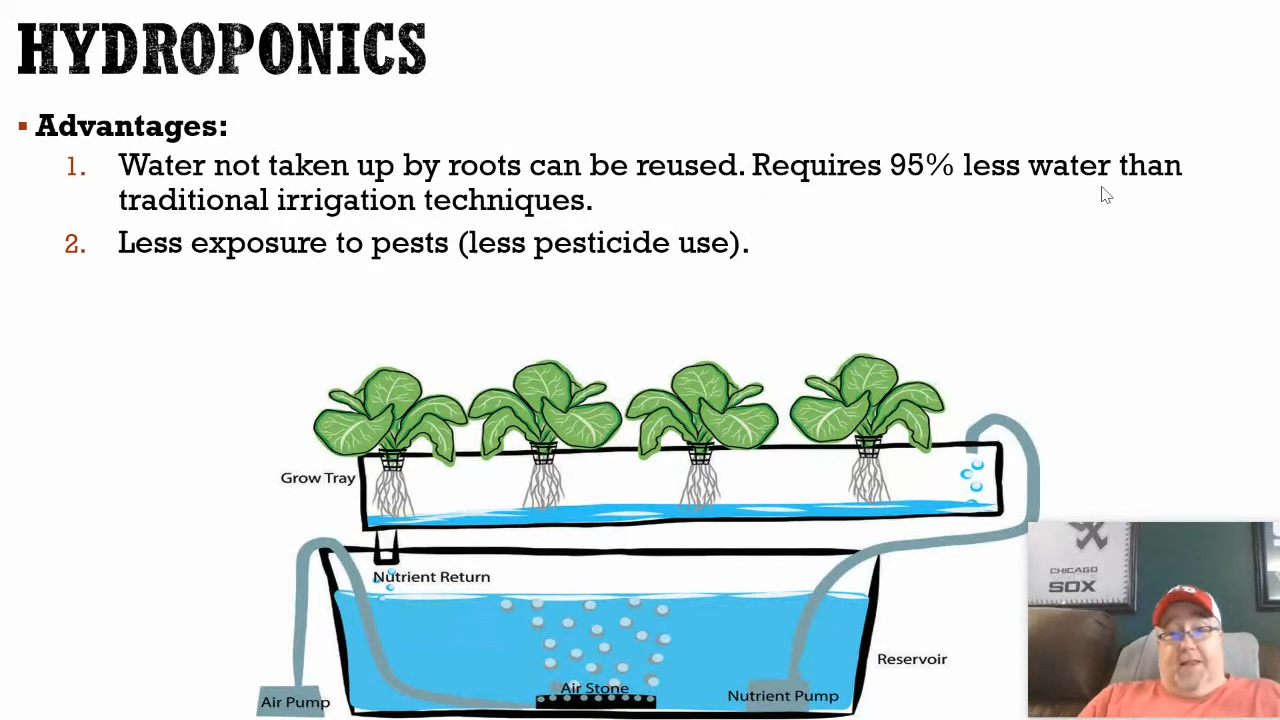 HYDROPONICS
▪ Advantages:
1. Water not taken up by roots can be reused. Requires 95% less water than
traditional irrigation techniques.
2. Less exposure to pests (less pesticide use).
Grow Tray
Nutrient Return
Air Stone
Air Pump
Nutrient Pump
Reservoir
CHICAGO
SOX